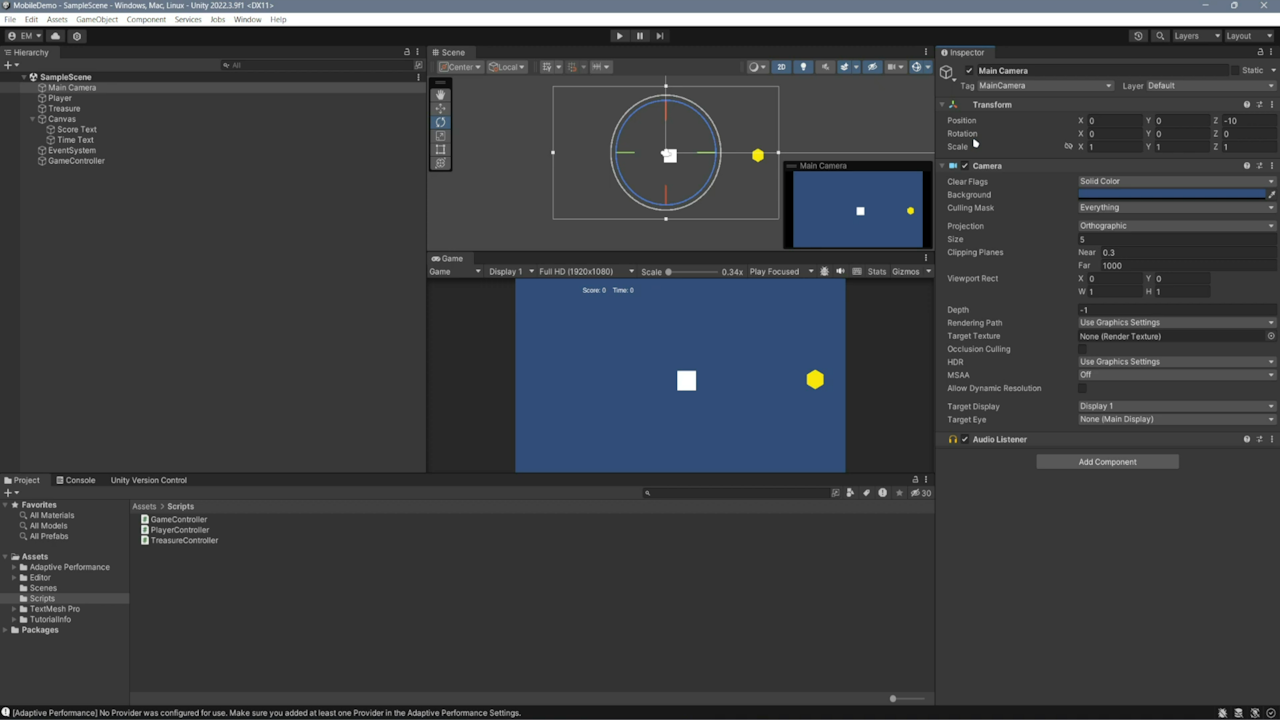 MobileDemo - SampleScene - Windows, Mac, Linux - Unity 2022.3.9f1 <DX11>
File Edit Assets GameObject Component Services Jobs Window Help
EM Layers Layout
Hierarchy
All
SampleScene
Main Camera
Player
Treasure
Canvas
Score Text
Time Text
EventSystem
GameController
Scene
Center Local 2D
Main Camera
Game
Game Display 1 Full HD (1920x1080) Scale 0.34x Play Focused Stats Gizmos
Score: 0 Time: 0
Inspector
Main Camera Static
Tag MainCamera Layer Default
Transform
Position X 0 Y 0 Z -10
Rotation X 0 Y 0 Z 0
Scale X 1 Y 1 Z 1
Camera
Clear Flags Solid Color
Background
Culling Mask Everything
Projection Orthographic
Size 5
Clipping Planes Near 0.3
Far 1000
Viewport Rect X 0 Y 0
W 1 H 1
Depth -1
Rendering Path Use Graphics Settings
Target Texture None (Render Texture)
Occlusion Culling
HDR Use Graphics Settings
MSAA Off
Allow Dynamic Resolution
Target Display Display 1
Target Eye None (Main Display)
Audio Listener
Add Component
Project Console Unity Version Control
30
Favorites
All Materials
All Models
All Prefabs
Assets
Adaptive Performance
Editor
Scenes
Scripts
TextMesh Pro
TutorialInfo
Packages
Assets > Scripts
GameController
PlayerController
TreasureController
[Adaptive Performance] No Provider was configured for use. Make sure you added at least one Provider in the Adaptive Performance Settings.